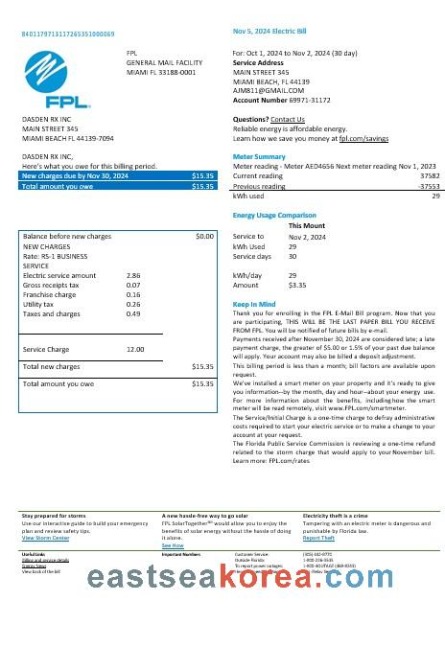 Nov 5, 2024 Electric Bill
FPL
GENERAL MAIL FACILITY
MIAMI FL 33188-0001
FPL.
For: Oct 1, 2024 to Nov 2, 2024 (30 day)
Service Address
MAIN STREET 345
MIAMI BEACH, FL 44139
AJM811@GMAIL.COM
Account Number 68971-31172
DASDEN RX INC
MAIN STREET 345
MIAMI BEACH FL 44139-7094
Questions? Contact Us
Reliable energy is affordable energy.
Learn how we save you money at fpl.com/savings
DASDEN RX INC,
Here's what you owe for this billing period.
New charges due by Nov 30, 2024 $15.35
Total amount you owe $15.35
Meter Summary
Meter reading - Meter AED4656 Next meter reading Nov 1, 2023
Current reading 37582
Previous reading -37553
kWh used 29
Balance before new charges $0.00
NEW CHARGES
Rate: RS-1 BUSINESS
SERVICE
Electric service amount 2.86
Gross receipts tax 0.07
Franchise charge 0.16
Utility tax 0.26
Taxes and charges 0.49
Service Charge 12.00
Total new charges $15.35
Total amount you owe $15.35
Energy Usage Comparison
This Mount
Service to Nov 2, 2024
kWh Used 29
Service days 30
kWh/day 29
Amount $3.35
Keep In Mind
Thank you for enrolling in the FPL E-Mail Bill program. Now that you
are participating, THIS WILL BE THE LAST PAPER BILL YOU RECEIVE
FROM FPL. You will be notified of future bills by e-mail.
Payments received after November 30, 2024 are considered late; a late
payment charge, the greater of $5.00 or 1.5% of your past due balance
will apply. Your account may also be billed a deposit adjustment.
This billing period is less than a month; bill factors are available upon
request.
We've installed a smart meter on your property and it's ready to give
you information--by the month, day and hour--about your energy use.
For more information about the benefits, including how the smart
meter will be read remotely, visit www.FPL.com/smartmeter.
The Service/Initial Charge is a one-time charge to defray administrative
costs required to start your electric service or to make a change to your
account at your request.
The Florida Public Service Commission is reviewing a one-time refund
related to the storm charge that would apply to your November bill.
Learn more: FPL.com/rates
Stay prepared for storms
Use our interactive guide to build your emergency
plan and review safety tips.
View Storm Center
A new hands-free way to go solar
FPL SolarTogether would allow you to enjoy the
benefits of solar energy without the hassle of doing
it alone.
See Now
Electricity theft is a crime
Tampering with an electric meter is dangerous and
punishable by Florida law.
Report Theft
Useful Links
Important Numbers
Customer Service
Outside Florida
eastseakorea.com